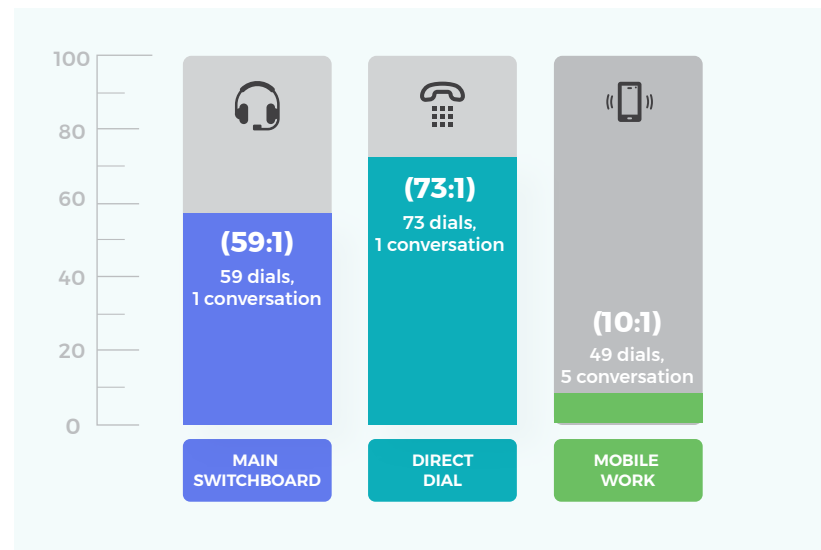 100
80
60
40
20
0
(59:1)
59 dials,
1 conversation
(73:1)
73 dials,
1 conversation
(10:1)
49 dials,
5 conversation
MAIN
SWITCHBOARD
DIRECT
DIAL
MOBILE
WORK